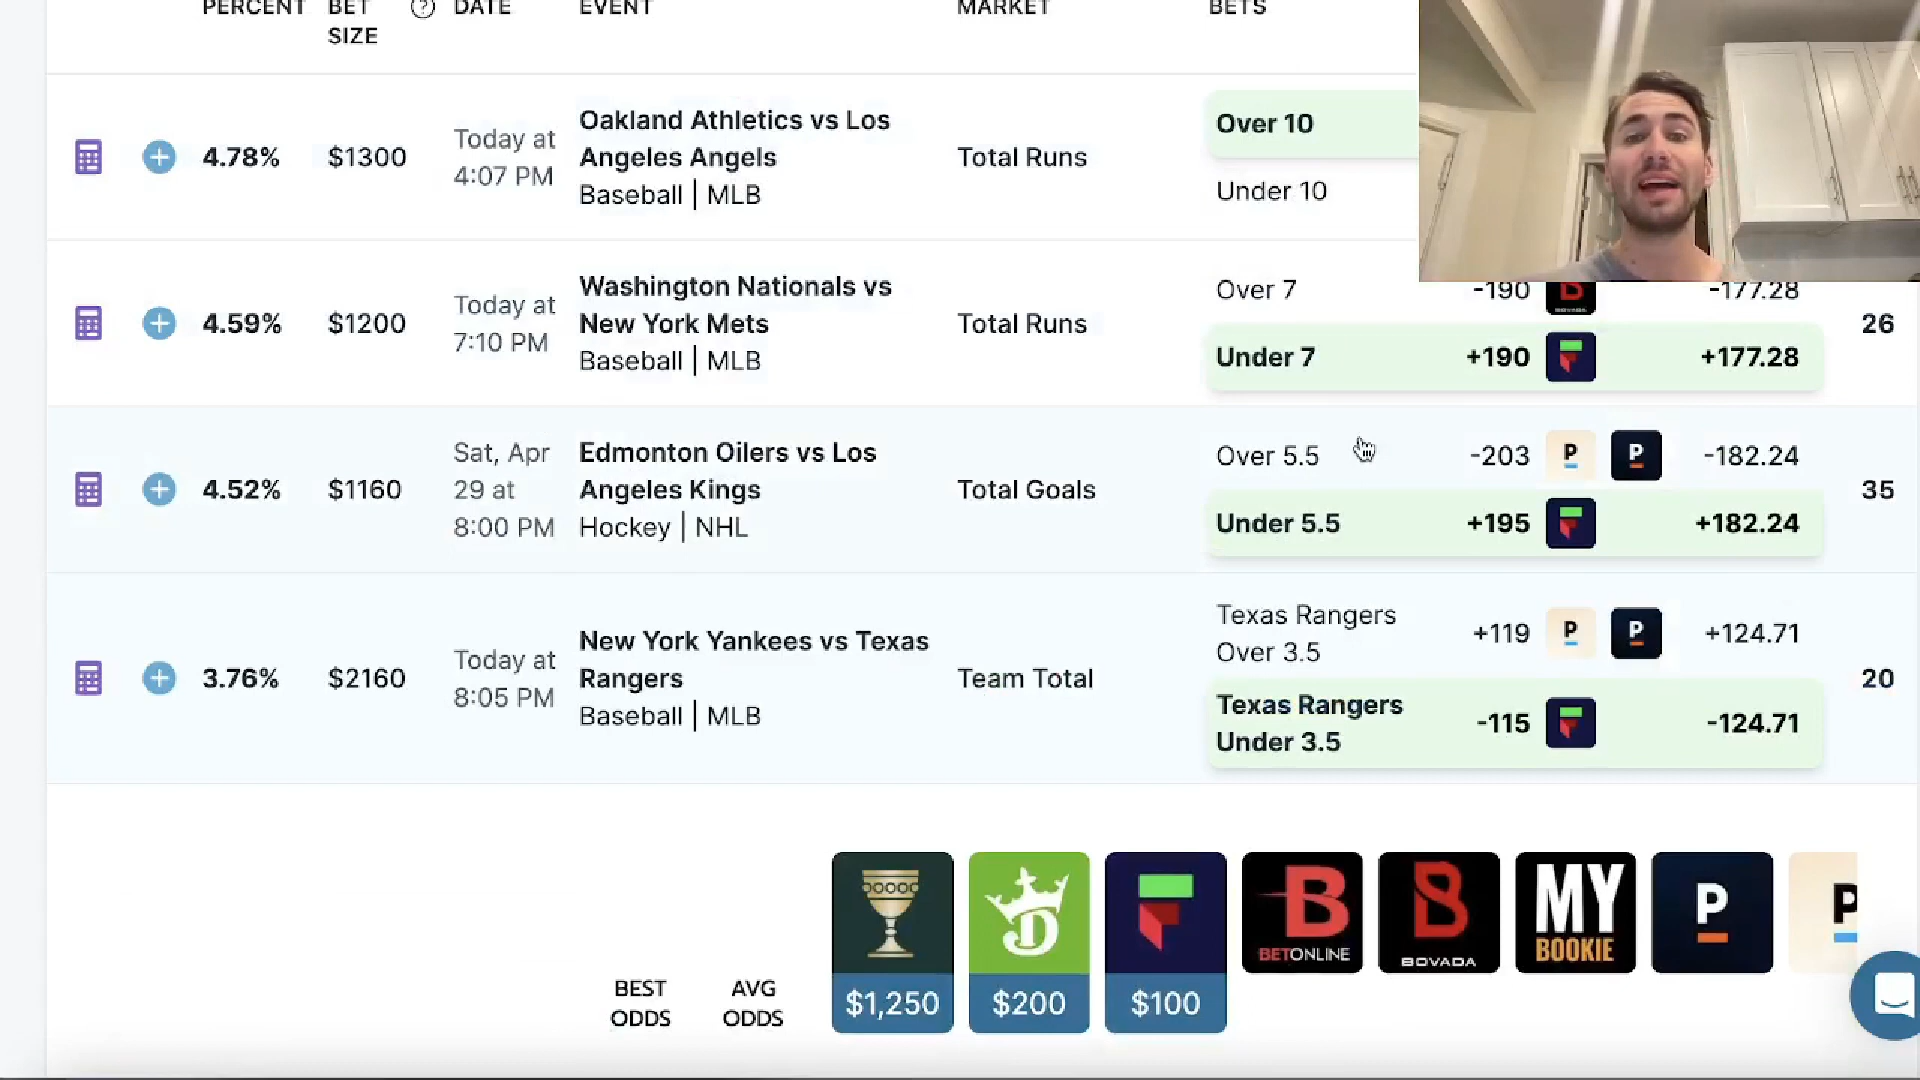 PERCENT
BET
SIZE
?
DATE
EVENT
MARKET
BETS
4.78%
$1300
Today at
4:07 PM
Oakland Athletics vs Los
Angeles Angels
Baseball | MLB
Total Runs
Over 10
Under 10
4.59%
$1200
Today at
7:10 PM
Washington Nationals vs
New York Mets
Baseball | MLB
Total Runs
Over 7 -190 B BOVADA -177.28
Under 7 +190 +177.28
26
4.52%
$1160
Sat, Apr
29 at
8:00 PM
Edmonton Oilers vs Los
Angeles Kings
Hockey | NHL
Total Goals
Over 5.5 -203 P P -182.24
Under 5.5 +195 +182.24
35
3.76%
$2160
Today at
8:05 PM
New York Yankees vs Texas
Rangers
Baseball | MLB
Team Total
Texas Rangers
Over 3.5
+119 P P +124.71
Texas Rangers
Under 3.5
-115 -124.71
20
BEST
ODDS
AVG
ODDS
$1,250
D
$200
$100
B
BETONLINE
B
BOVADA
MY
BOOKIE
P
P